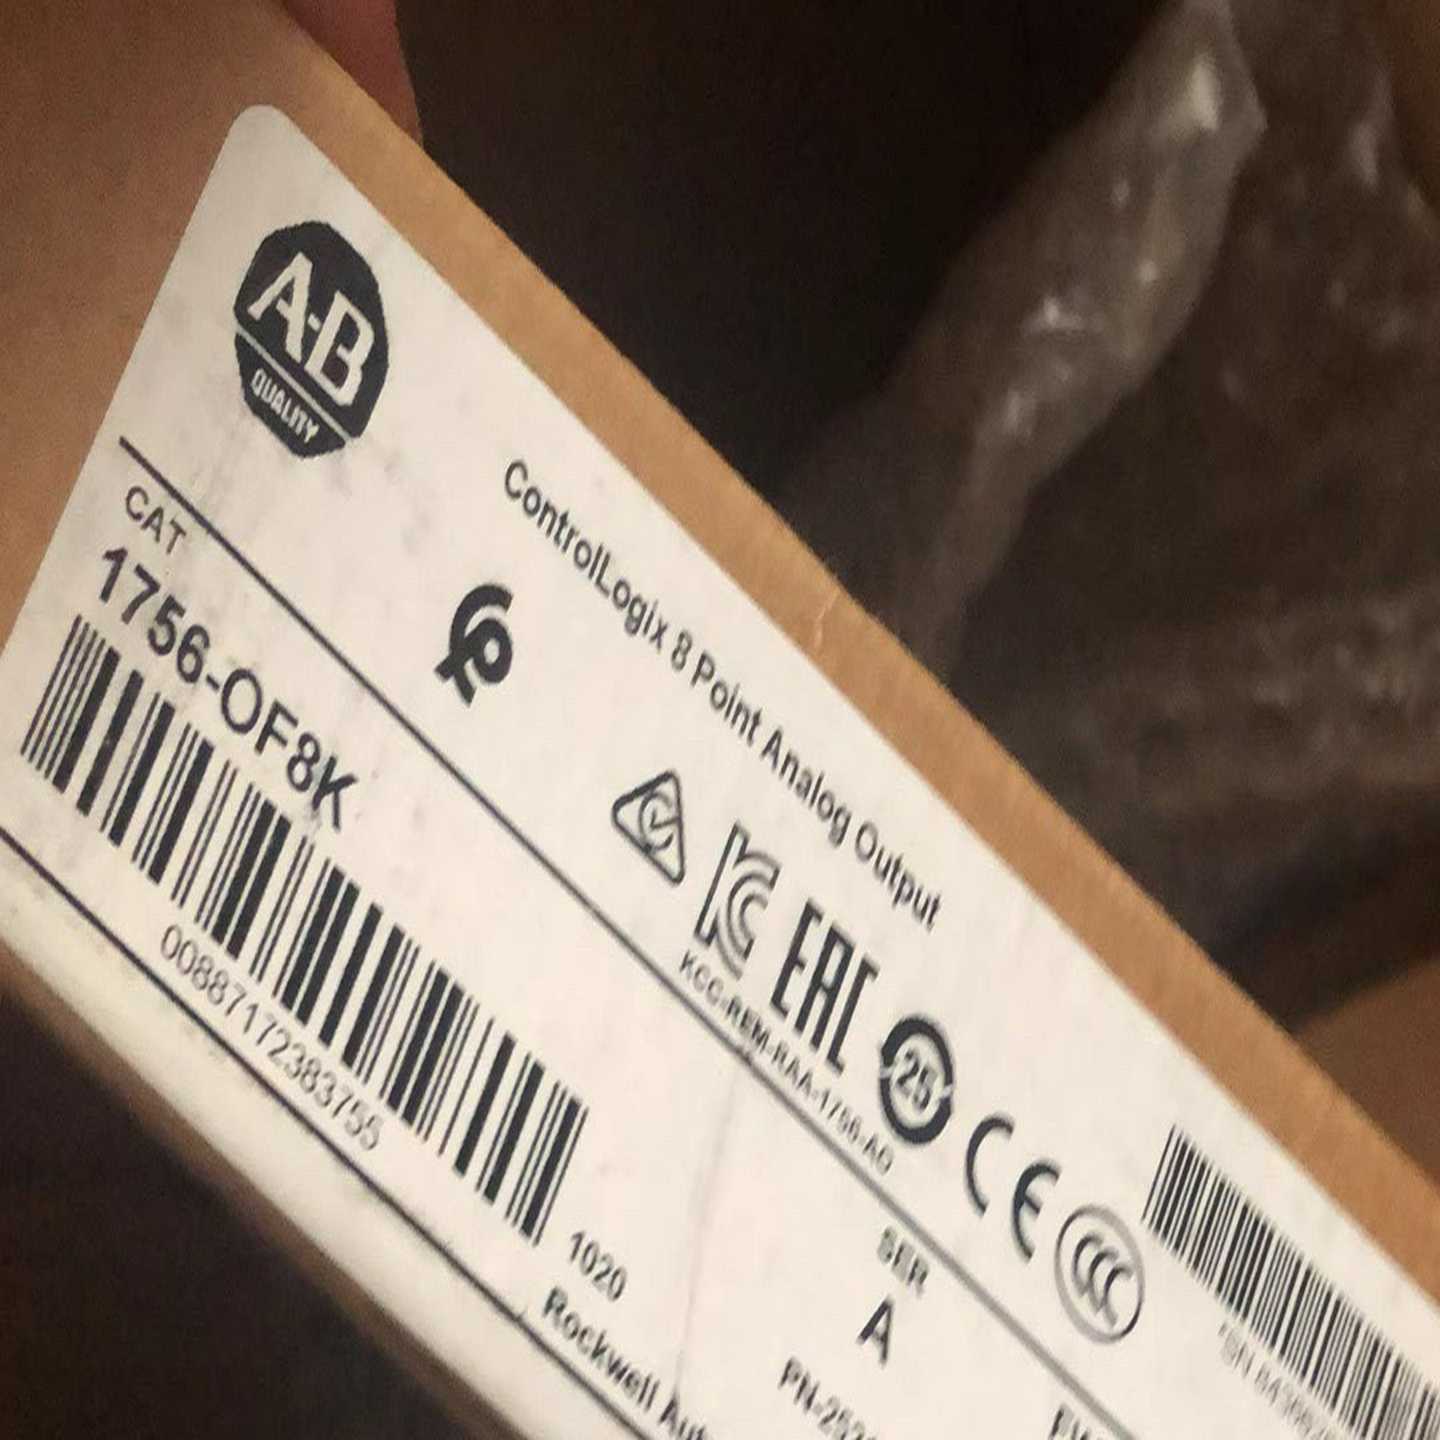 A-B
QUALITY
ControlLogix 8 Point Analog Output
CAT
1756-OF8K
00887172383755
1020
KCC-REM-RAA-1756-AO
EAC
25
CE
CCC
SER
A
Rockwell